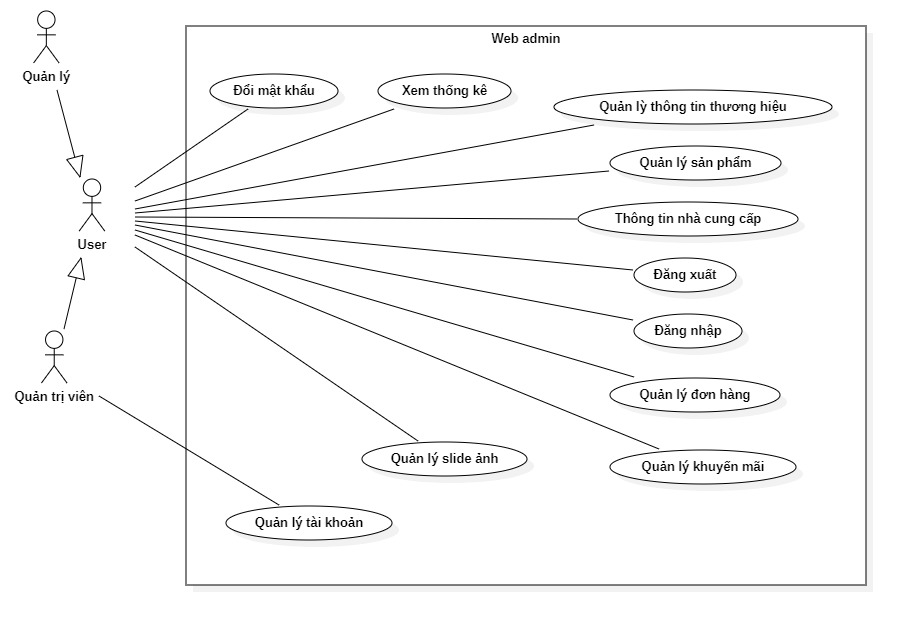 Web admin
Quản lý
Đổi mật khẩu
Xem thống kê
Quản lỳ thông tin thương hiệu
Quản lý sản phẩm
User
Thông tin nhà cung cấp
Đăng xuất
Đăng nhập
Quản trị viên
Quản lý đơn hàng
Quản lý slide ảnh
Quản lý khuyến mãi
Quản lý tài khoản